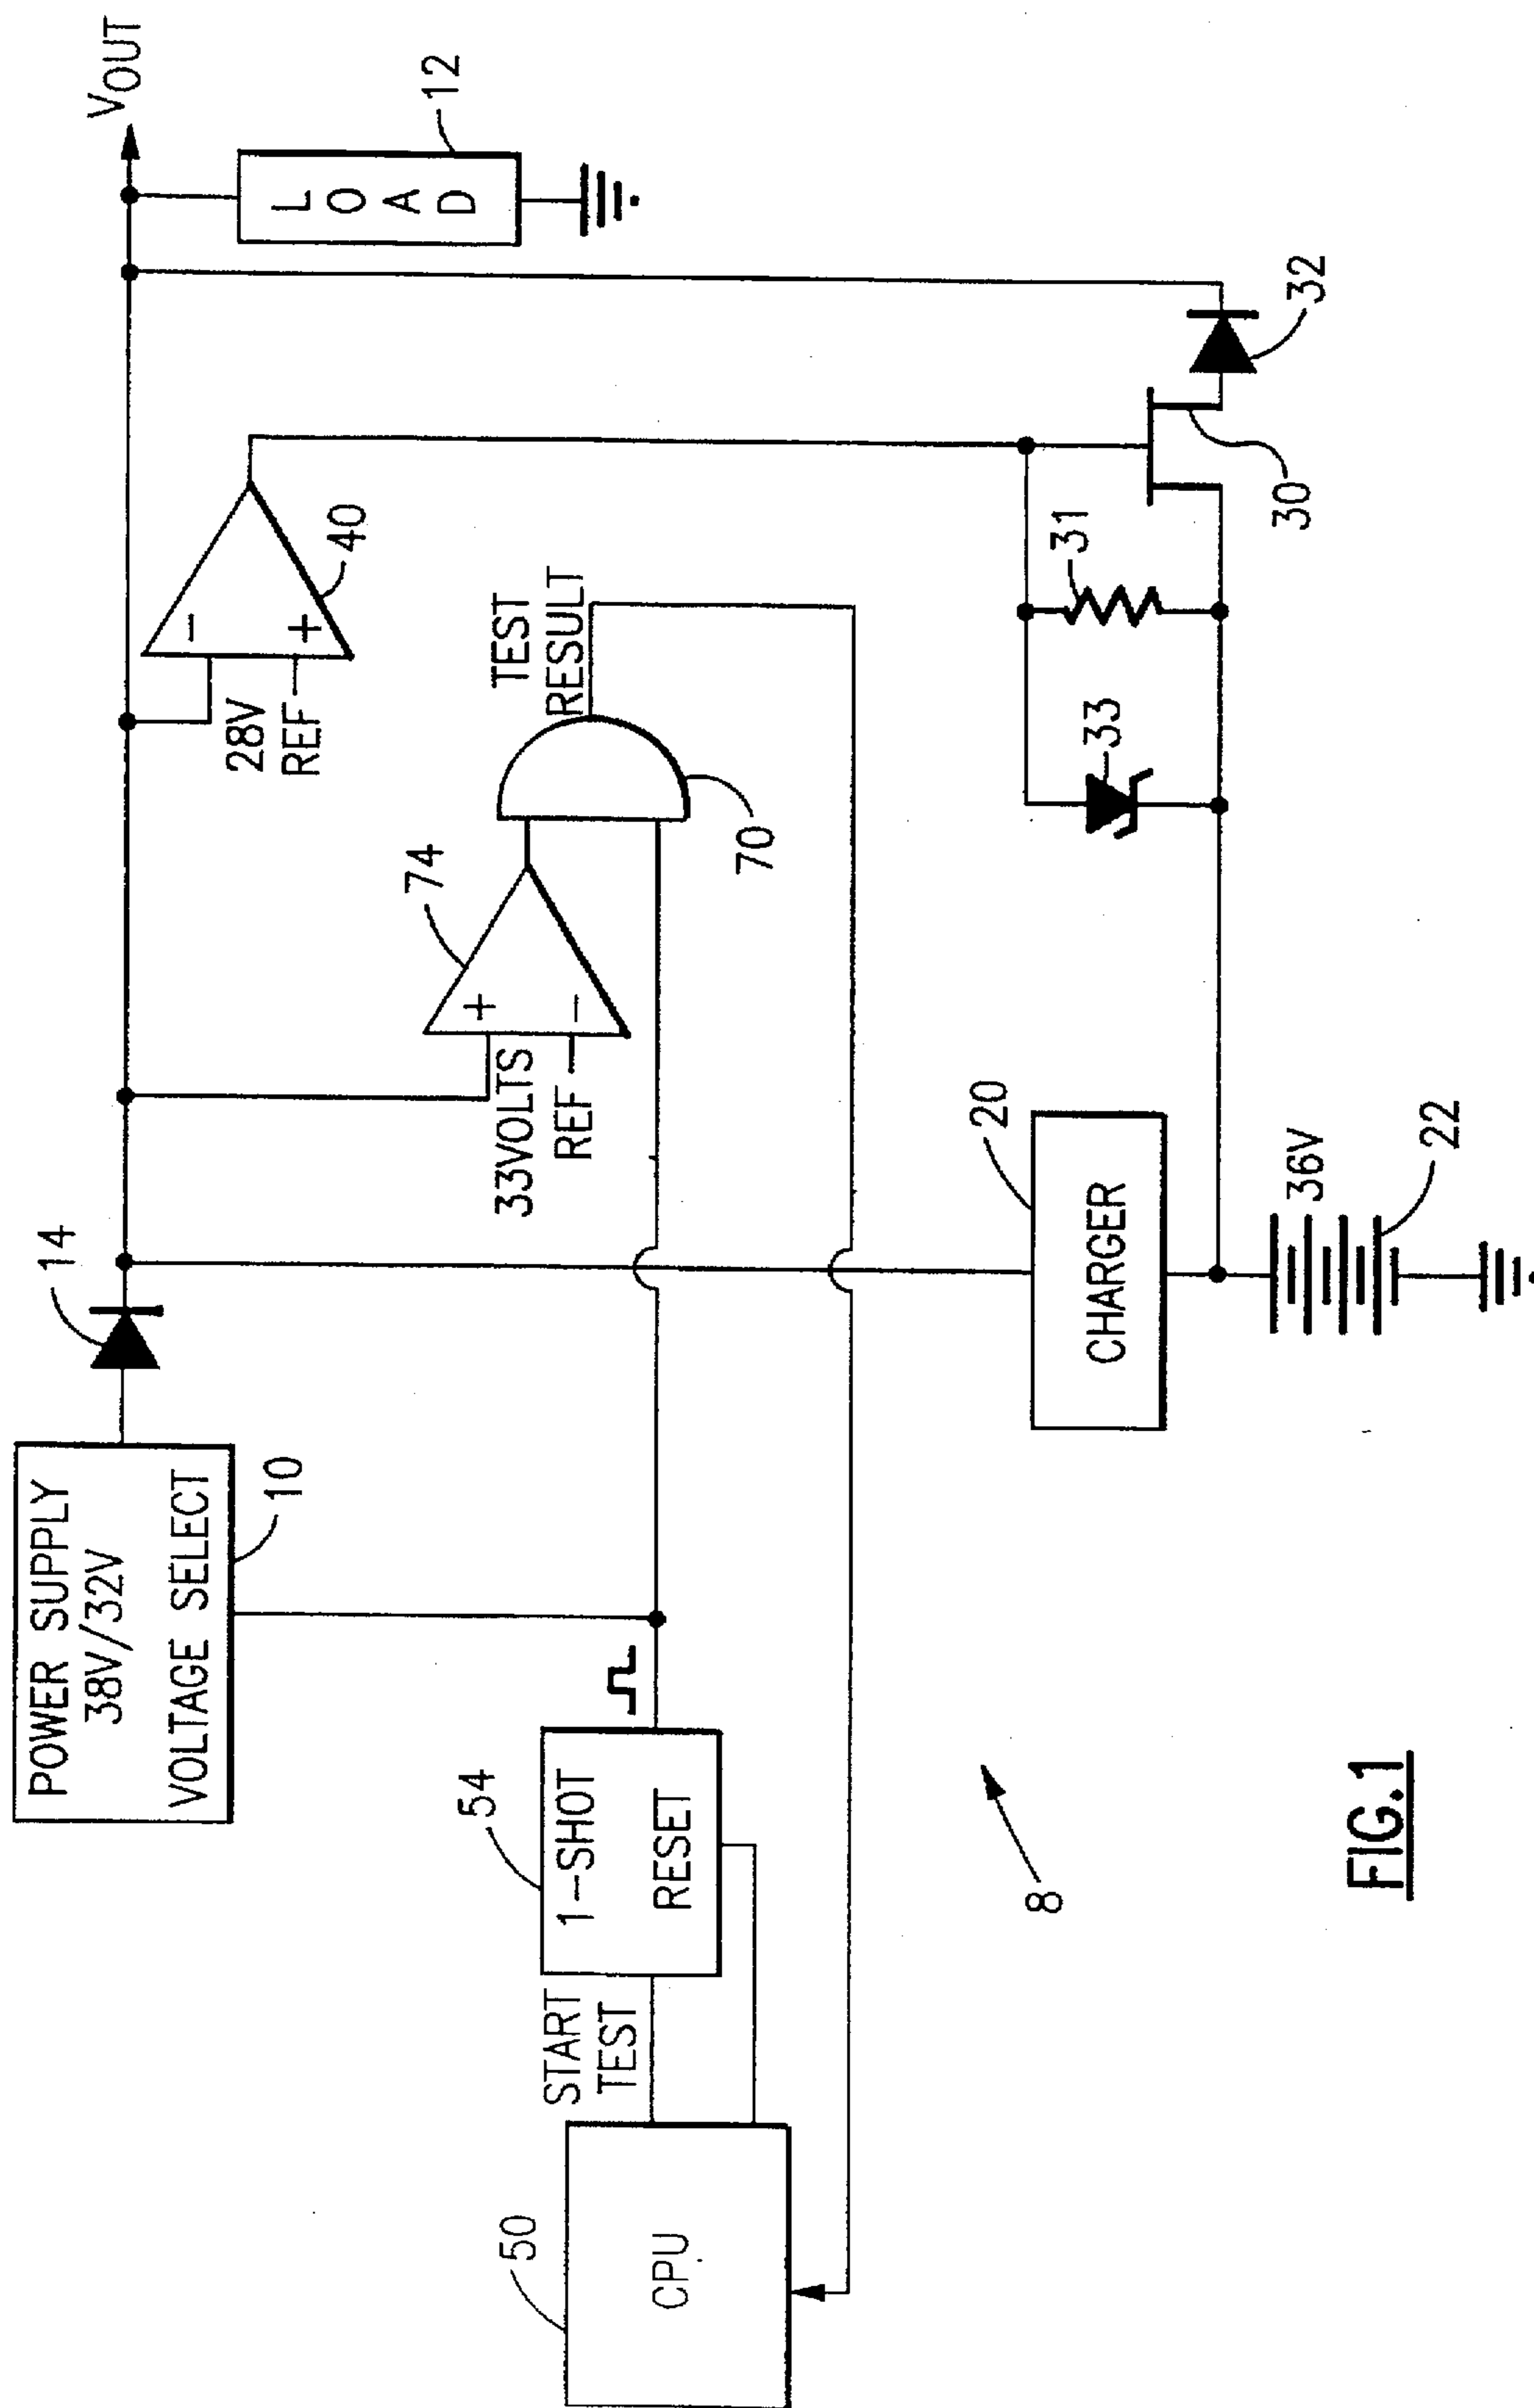 POWER SUPPLY
38V/32V
VOLTAGE SELECT
10
14
VOUT
LOAD
12
28V
REF
-
+
40
74
+
-
33VOLTS
REF
TEST
RESULT
70
50
CPU
START
TEST
54
1-SHOT
RESET
20
CHARGER
36V
22
33
31
30
32
8
FIG.1